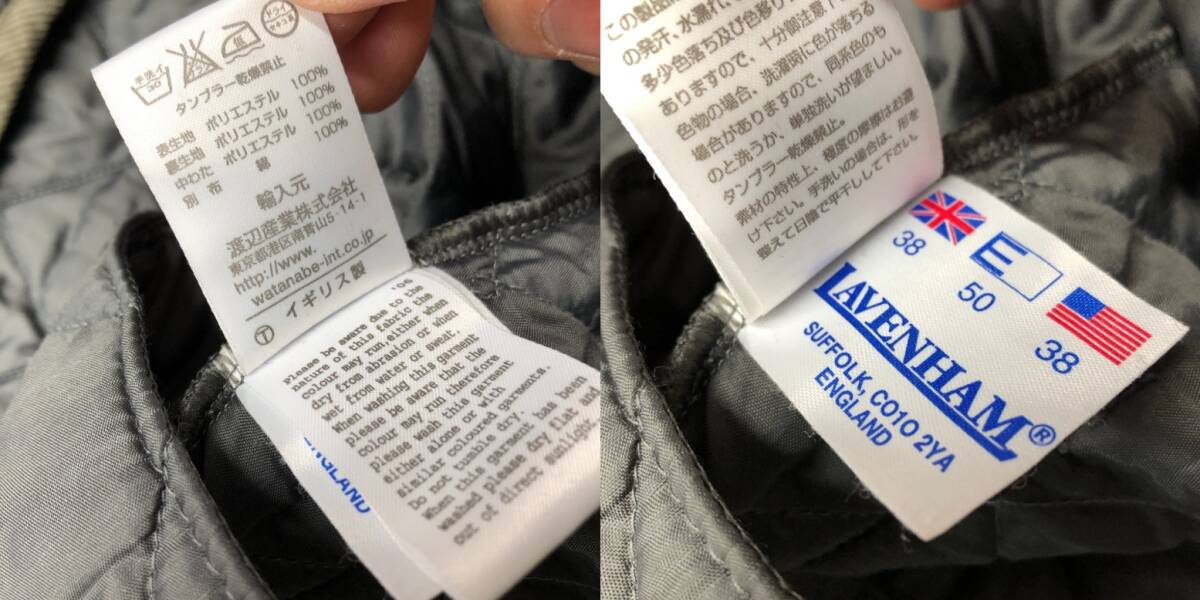 手洗イ
30
ドライ
セキユ系
タンブラー乾燥禁止
表生地 ポリエステル 100%
裏生地 ポリエステル 100%
中わた ポリエステル 100%
別布 綿 100%
輸入元
渡辺産業株式会社
東京都港区南青山5-14-1
http://www.
watanabe-int.co.jp
イギリス製
T
'06
Please be aware due to the
nature of this fabric the
colour may run,either when
dry from abrasion or when
wet from water or sweat.
When washing this garment
please be aware that the
colour may run therefore
please wash this garment
either alone or with
similar coloured garments.
Do not tumble dry.
When this garment has been
washed please dry flat and
out of direct sunlight.
ENGLAND
この製品
の発汗、水濡れ、
多少色落ち及び色移り
ありますので、十分御注意下
色物の場合、洗濯時に色が落ちる
場合がありますので、同系色のも
のと洗うか、単独洗いが望ましい。
タンブラー乾燥禁止。
素材の特性上、極度の摩擦はお避
け下さい。手洗いの場合は、形を
整えて日陰で平干しして下さい。
38
E
50
38
LAVENHAM®
SUFFOLK, CO10 2YA
ENGLAND